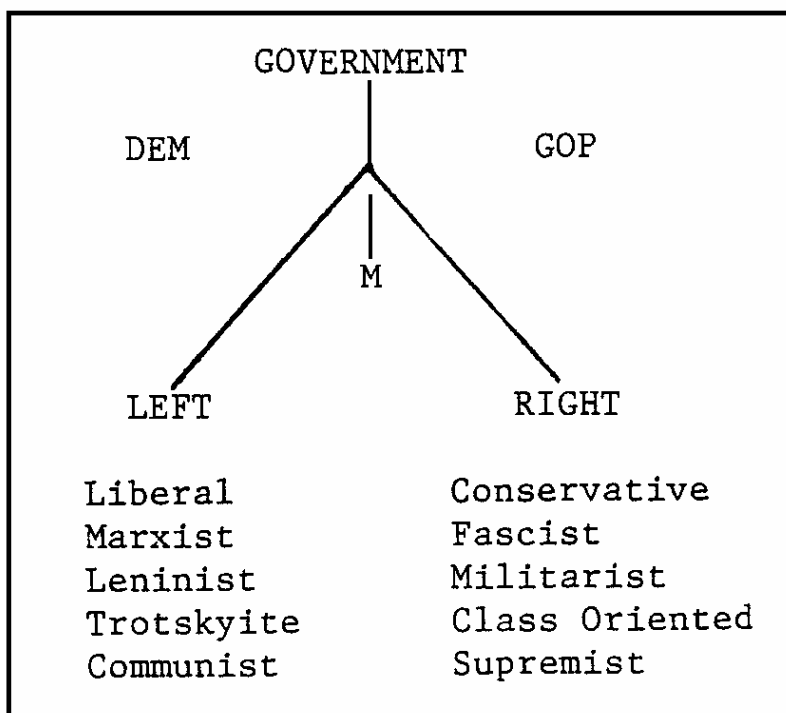 GOVERNMENT
DEM GOP
M
LEFT RIGHT
Liberal Conservative
Marxist Fascist
Leninist Militarist
Trotskyite Class Oriented
Communist Supremist